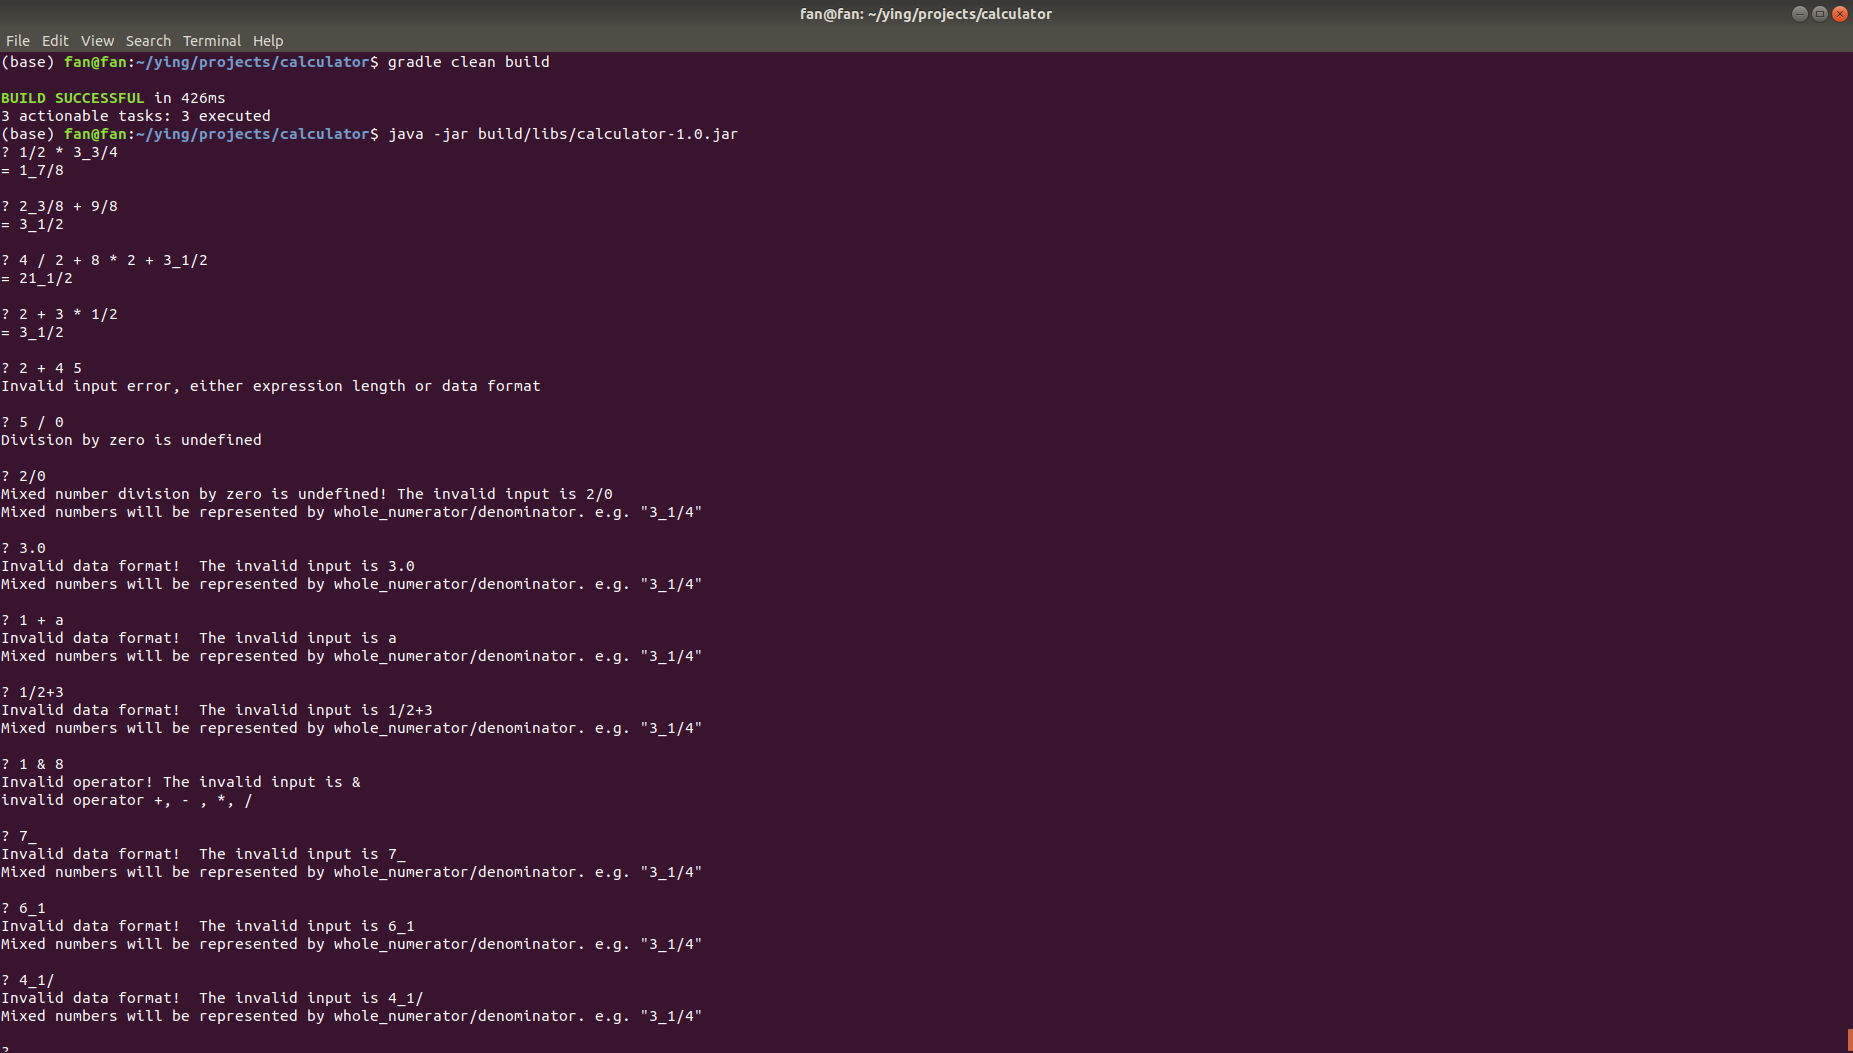 fan@fan: ~/ying/projects/calculator
File Edit View Search Terminal Help
(base) fan@fan:~/ying/projects/calculator$ gradle clean build
BUILD SUCCESSFUL in 426ms
3 actionable tasks: 3 executed
(base) fan@fan:~/ying/projects/calculator$ java -jar build/libs/calculator-1.0.jar
? 1/2 * 3_3/4
= 1_7/8
? 2_3/8 + 9/8
= 3_1/2
? 4 / 2 + 8 * 2 + 3_1/2
= 21_1/2
? 2 + 3 * 1/2
= 3_1/2
? 2 + 4 5
Invalid input error, either expression length or data format
? 5 / 0
Division by zero is undefined
? 2/0
Mixed number division by zero is undefined! The invalid input is 2/0
Mixed numbers will be represented by whole_numerator/denominator. e.g. "3_1/4"
? 3.0
Invalid data format!  The invalid input is 3.0
Mixed numbers will be represented by whole_numerator/denominator. e.g. "3_1/4"
? 1 + a
Invalid data format!  The invalid input is a
Mixed numbers will be represented by whole_numerator/denominator. e.g. "3_1/4"
? 1/2+3
Invalid data format!  The invalid input is 1/2+3
Mixed numbers will be represented by whole_numerator/denominator. e.g. "3_1/4"
? 1 & 8
Invalid operator! The invalid input is &
invalid operator +, - , *, /
? 7_
Invalid data format!  The invalid input is 7_
Mixed numbers will be represented by whole_numerator/denominator. e.g. "3_1/4"
? 6_1
Invalid data format!  The invalid input is 6_1
Mixed numbers will be represented by whole_numerator/denominator. e.g. "3_1/4"
? 4_1/
Invalid data format!  The invalid input is 4_1/
Mixed numbers will be represented by whole_numerator/denominator. e.g. "3_1/4"
?